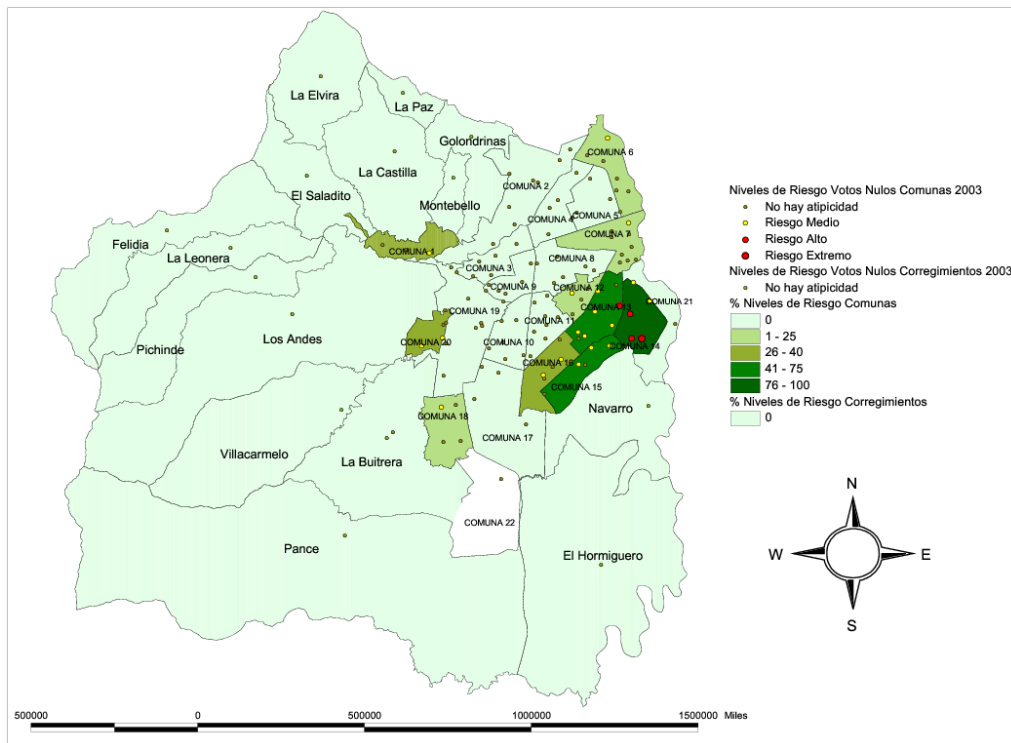 La Elvira
La Paz
Golondrinas
COMUNA 6
La Castilla
COMUNA 2
El Saladito
Montebello
COMUNA 4
COMUNA 5
Felidia
COMUNA 7
COMUNA 1
La Leonera
COMUNA 3
COMUNA 8
COMUNA 9
COMUNA 12
COMUNA 21
COMUNA 13
COMUNA 19
COMUNA 11
Los Andes
Pichinde
COMUNA 20
COMUNA 10
COMUNA 14
COMUNA 16
COMUNA 15
Navarro
COMUNA 18
COMUNA 17
Villacarmelo
La Buitrera
COMUNA 22
Pance
El Hormiguero
Niveles de Riesgo Votos Nulos Comunas 2003
No hay atipicidad
Riesgo Medio
Riesgo Alto
Riesgo Extremo
Niveles de Riesgo Votos Nulos Corregimientos 2003
No hay atipicidad
% Niveles de Riesgo Comunas
0
1 - 25
26 - 40
41 - 75
76 - 100
% Niveles de Riesgo Corregimientos
0
N
W E
S
500000 0 500000 1000000 1500000 Miles